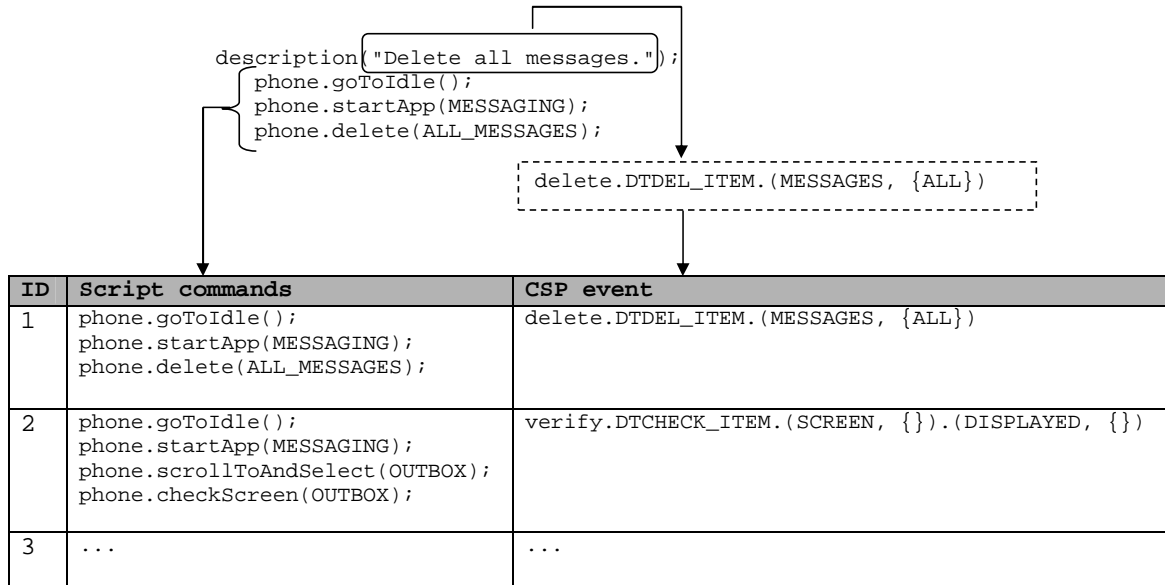 description("Delete all messages.");
phone.goToIdle();
phone.startApp(MESSAGING);
phone.delete(ALL_MESSAGES);
delete.DTDEL_ITEM.(MESSAGES, {ALL})
ID Script commands CSP event
1 phone.goToIdle(); delete.DTDEL_ITEM.(MESSAGES, {ALL})
phone.startApp(MESSAGING);
phone.delete(ALL_MESSAGES);
2 phone.goToIdle(); verify.DTCHECK_ITEM.(SCREEN, {}).(DISPLAYED, {})
phone.startApp(MESSAGING);
phone.scrollToAndSelect(OUTBOX);
phone.checkScreen(OUTBOX);
3 ... ...